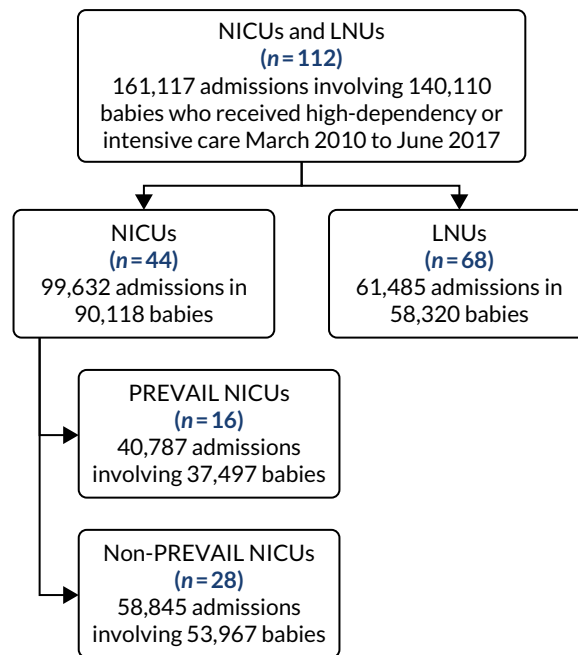 NICUs and LNUs
(n = 112)
161,117 admissions involving 140,110
babies who received high-dependency or
intensive care March 2010 to June 2017
NICUs
(n = 44)
99,632 admissions in
90,118 babies
LNUs
(n = 68)
61,485 admissions in
58,320 babies
PREVAIL NICUs
(n = 16)
40,787 admissions
involving 37,497 babies
Non-PREVAIL NICUs
(n = 28)
58,845 admissions
involving 53,967 babies